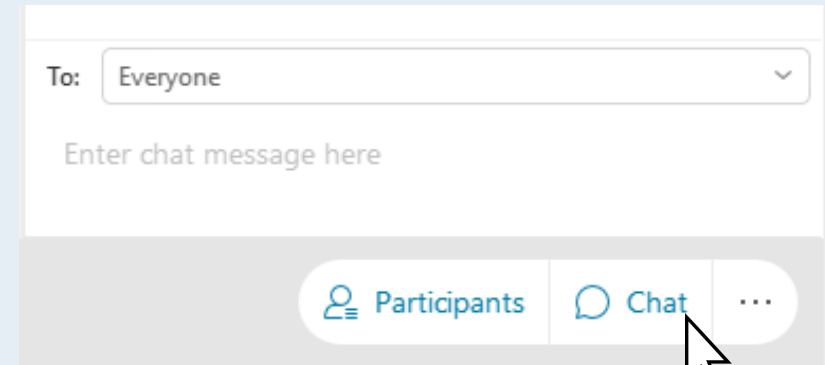 To: Everyone
Enter chat message here
Participants Chat ...